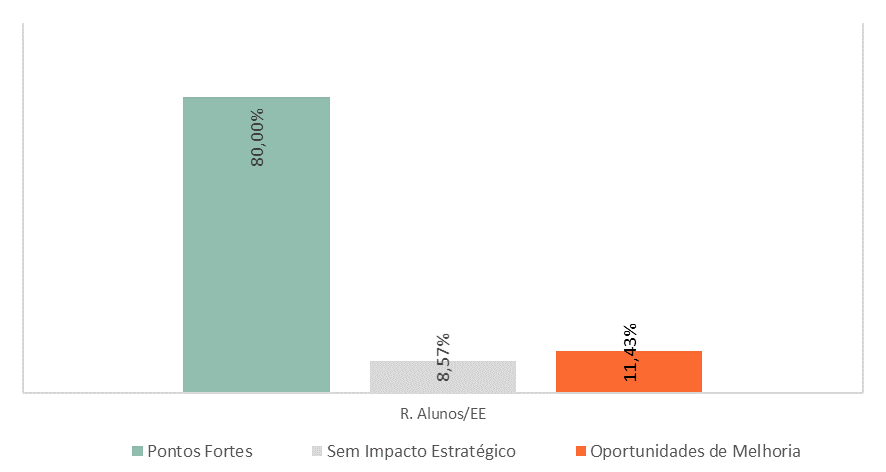 80,00%
8,57%
11,43%
R. Alunos/EE
Pontos Fortes
Sem Impacto Estratégico
Oportunidades de Melhoria